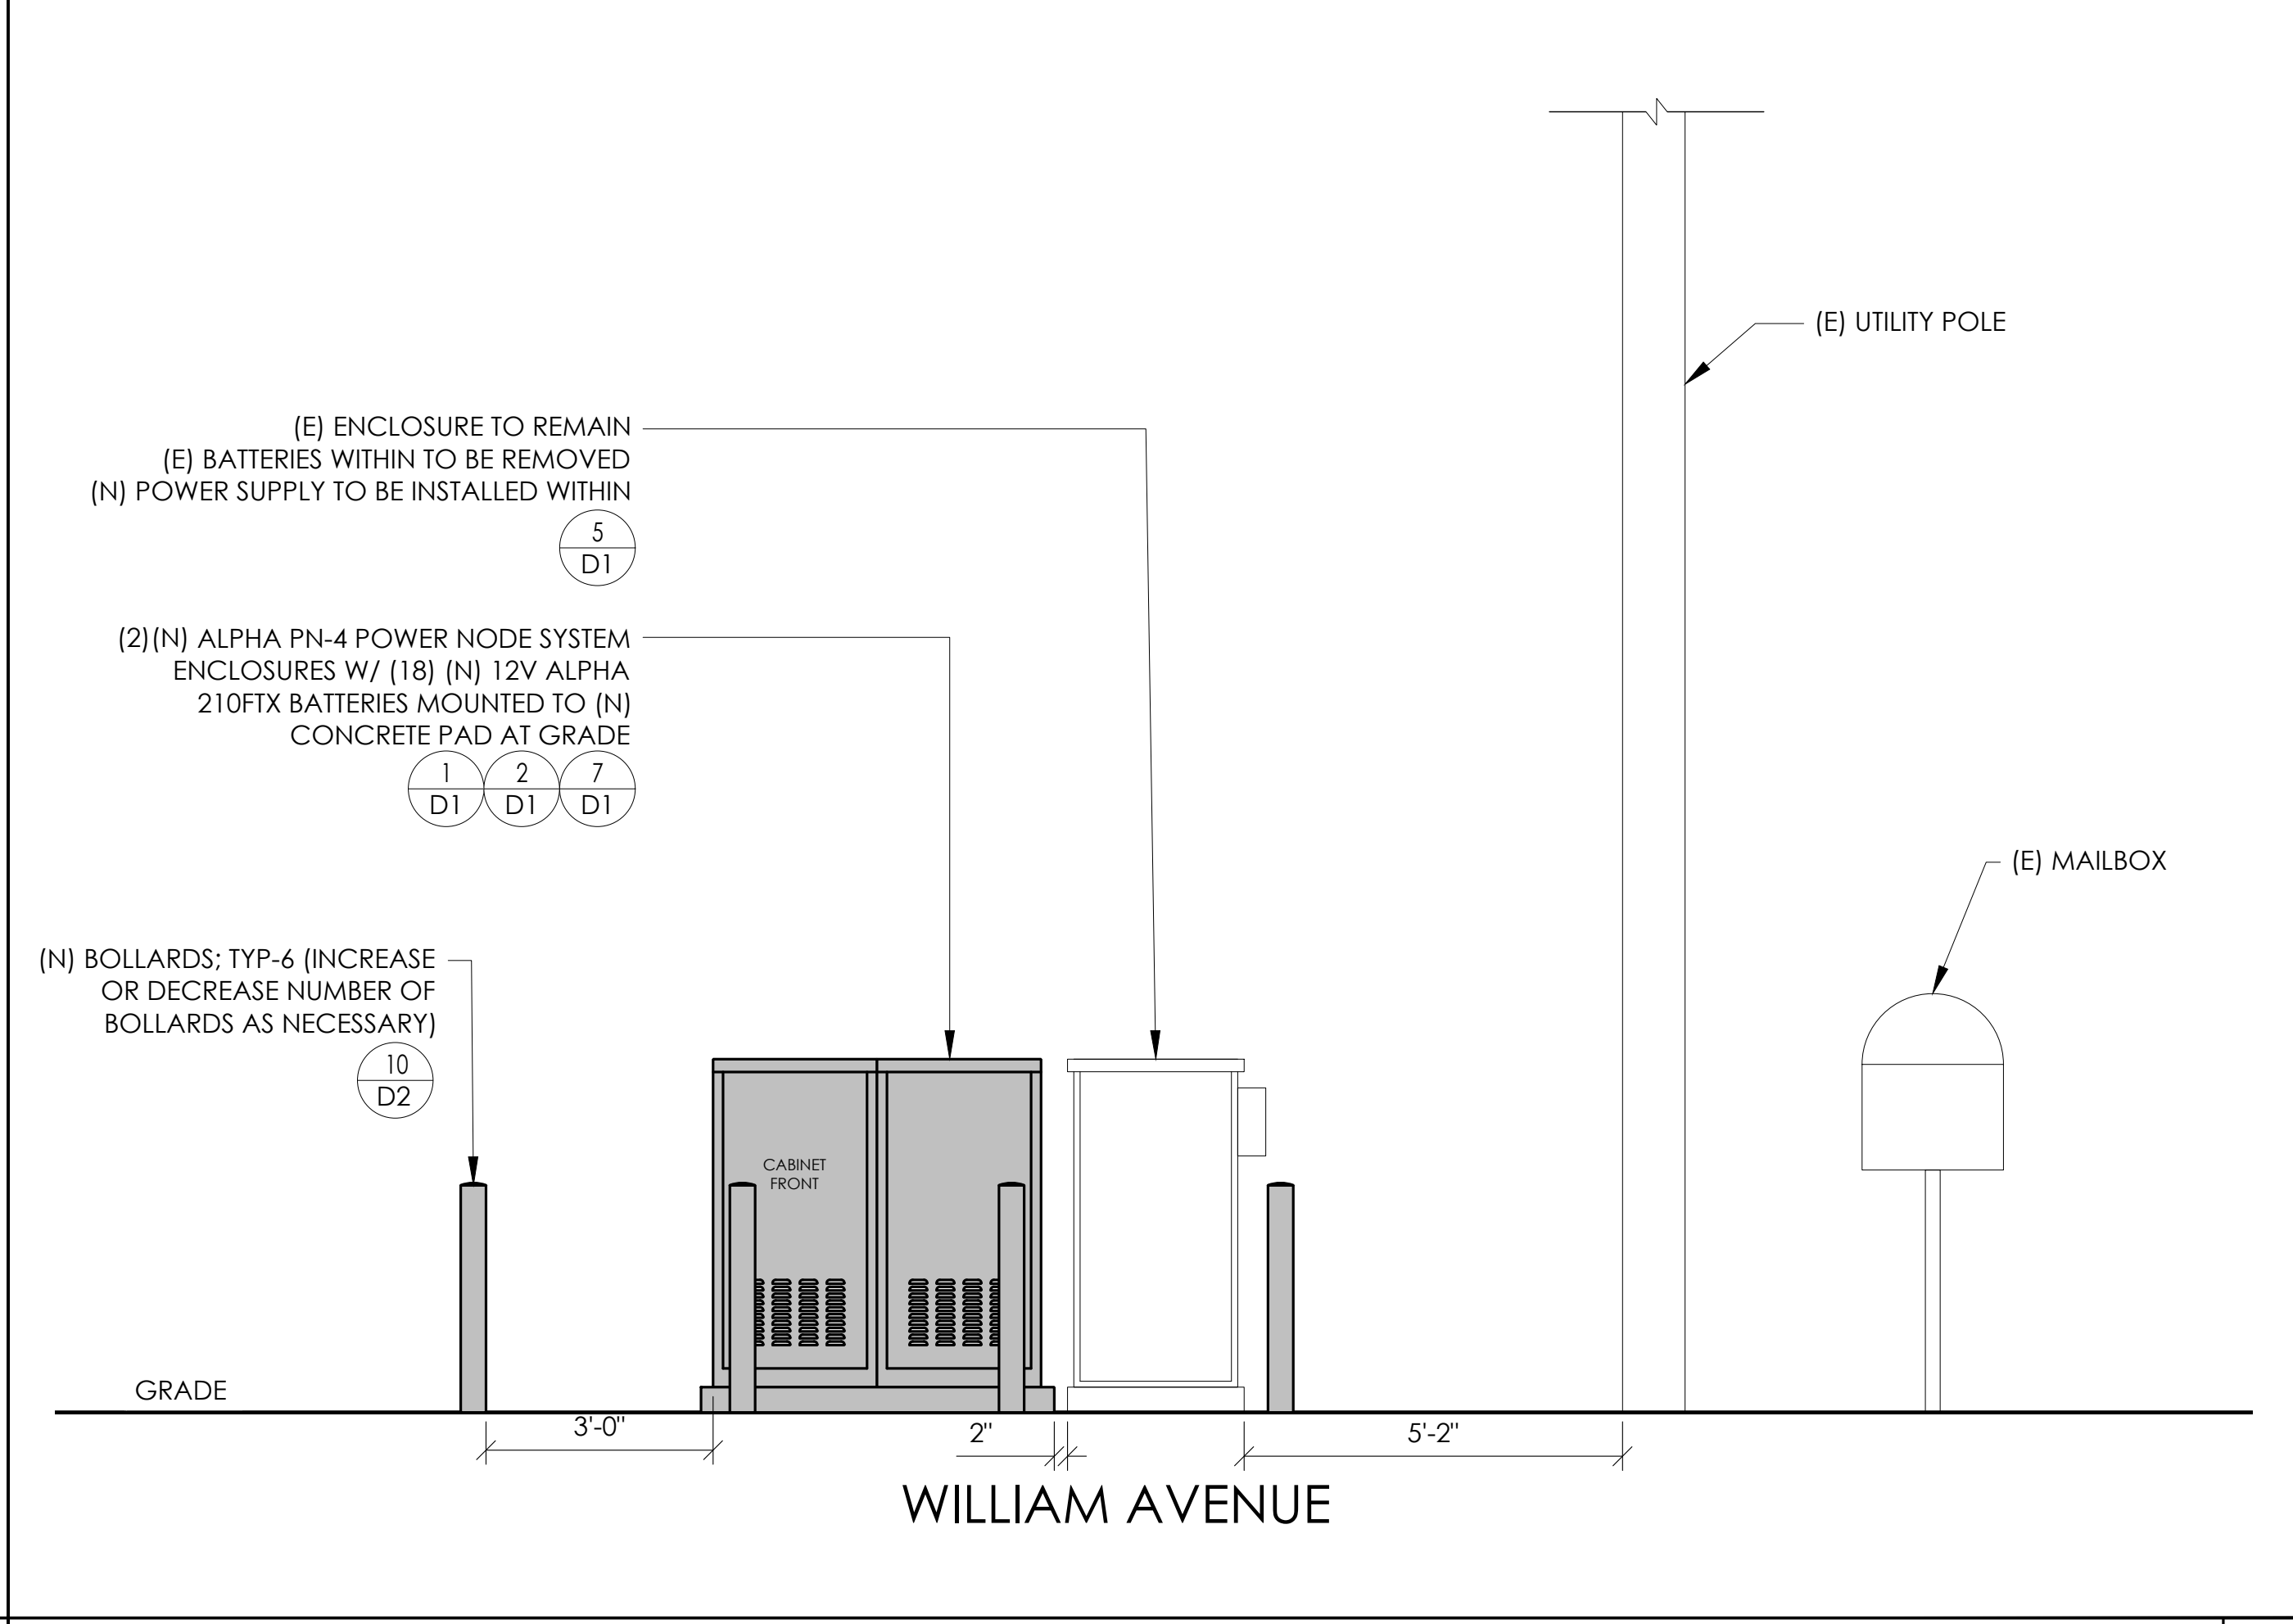 (E) UTILITY POLE
(E) ENCLOSURE TO REMAIN
(E) BATTERIES WITHIN TO BE REMOVED
(N) POWER SUPPLY TO BE INSTALLED WITHIN
5
D1
(2)(N) ALPHA PN-4 POWER NODE SYSTEM
ENCLOSURES W/ (18) (N) 12V ALPHA
210FTX BATTERIES MOUNTED TO (N)
CONCRETE PAD AT GRADE
1 2 7
D1 D1 D1
(E) MAILBOX
(N) BOLLARDS; TYP-6 (INCREASE
OR DECREASE NUMBER OF
BOLLARDS AS NECESSARY)
10
D2
CABINET
FRONT
GRADE
3'-0" 2" 5'-2"
WILLIAM AVENUE